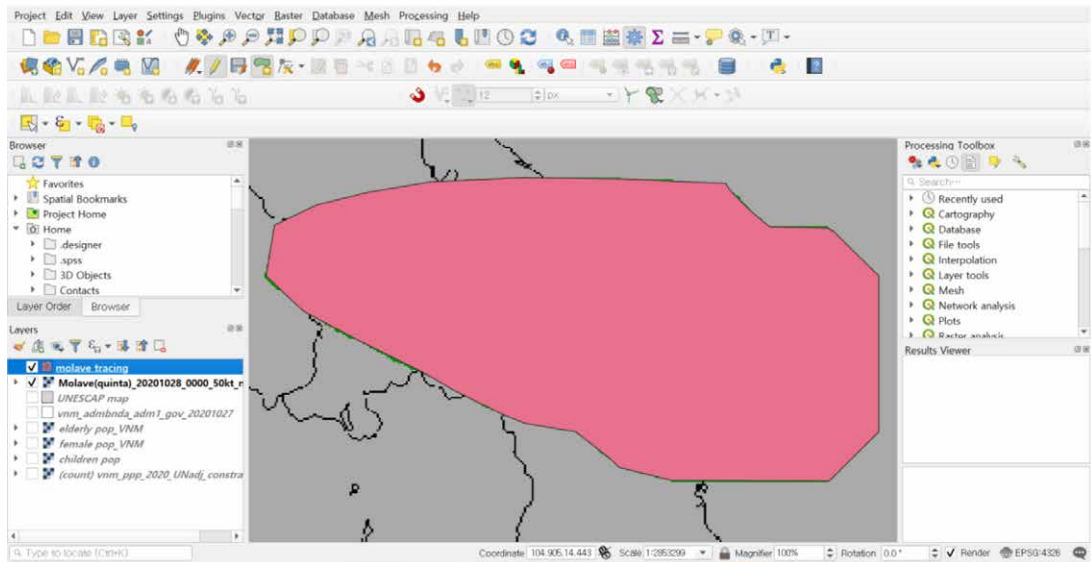 Project Edit View Layer Settings Plugins Vector Raster Database Mesh Processing Help
12 px
Browser
Favorites
Spatial Bookmarks
Project Home
Home
.designer
.spss
3D Objects
Contacts
Layer Order Browser
Layers
molave tracing
Molave(quinta)_20201028_0000_50kt_r
UNESCAP map
vnm_admbnda_adm1_gov_20201027
elderly pop_VNM
female pop_VNM
children pop
(count) vnm_ppp_2020_UNadj_constra
Processing Toolbox
Search…
Recently used
Cartography
Database
File tools
Interpolation
Layer tools
Mesh
Network analysis
Plots
Raster analysis
Results Viewer
Type to locate (Ctrl+K) Coordinate 104.905,14.443 Scale 1:2853299 Magnifier 100% Rotation 0.0° Render EPSG:4326